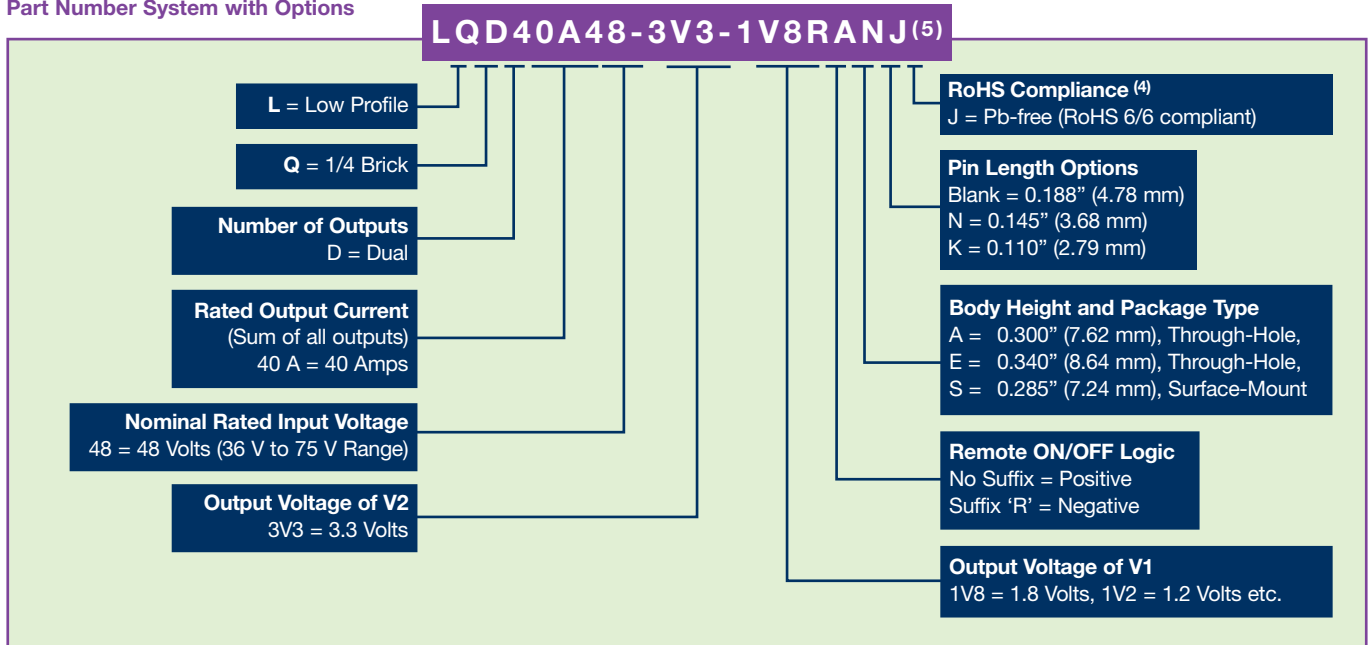 Part Number System with Options
LQD40A48-3V3-1V8RANJ(5)
L = Low Profile
Q = 1/4 Brick
Number of Outputs
D = Dual
Rated Output Current
(Sum of all outputs)
40 A = 40 Amps
Nominal Rated Input Voltage
48 = 48 Volts (36 V to 75 V Range)
Output Voltage of V2
3V3 = 3.3 Volts
RoHS Compliance (4)
J = Pb-free (RoHS 6/6 compliant)
Pin Length Options
Blank = 0.188” (4.78 mm)
N = 0.145” (3.68 mm)
K = 0.110” (2.79 mm)
Body Height and Package Type
A = 0.300” (7.62 mm), Through-Hole,
E = 0.340” (8.64 mm), Through-Hole,
S = 0.285” (7.24 mm), Surface-Mount
Remote ON/OFF Logic
No Suffix = Positive
Suffix ‘R’ = Negative
Output Voltage of V1
1V8 = 1.8 Volts, 1V2 = 1.2 Volts etc.